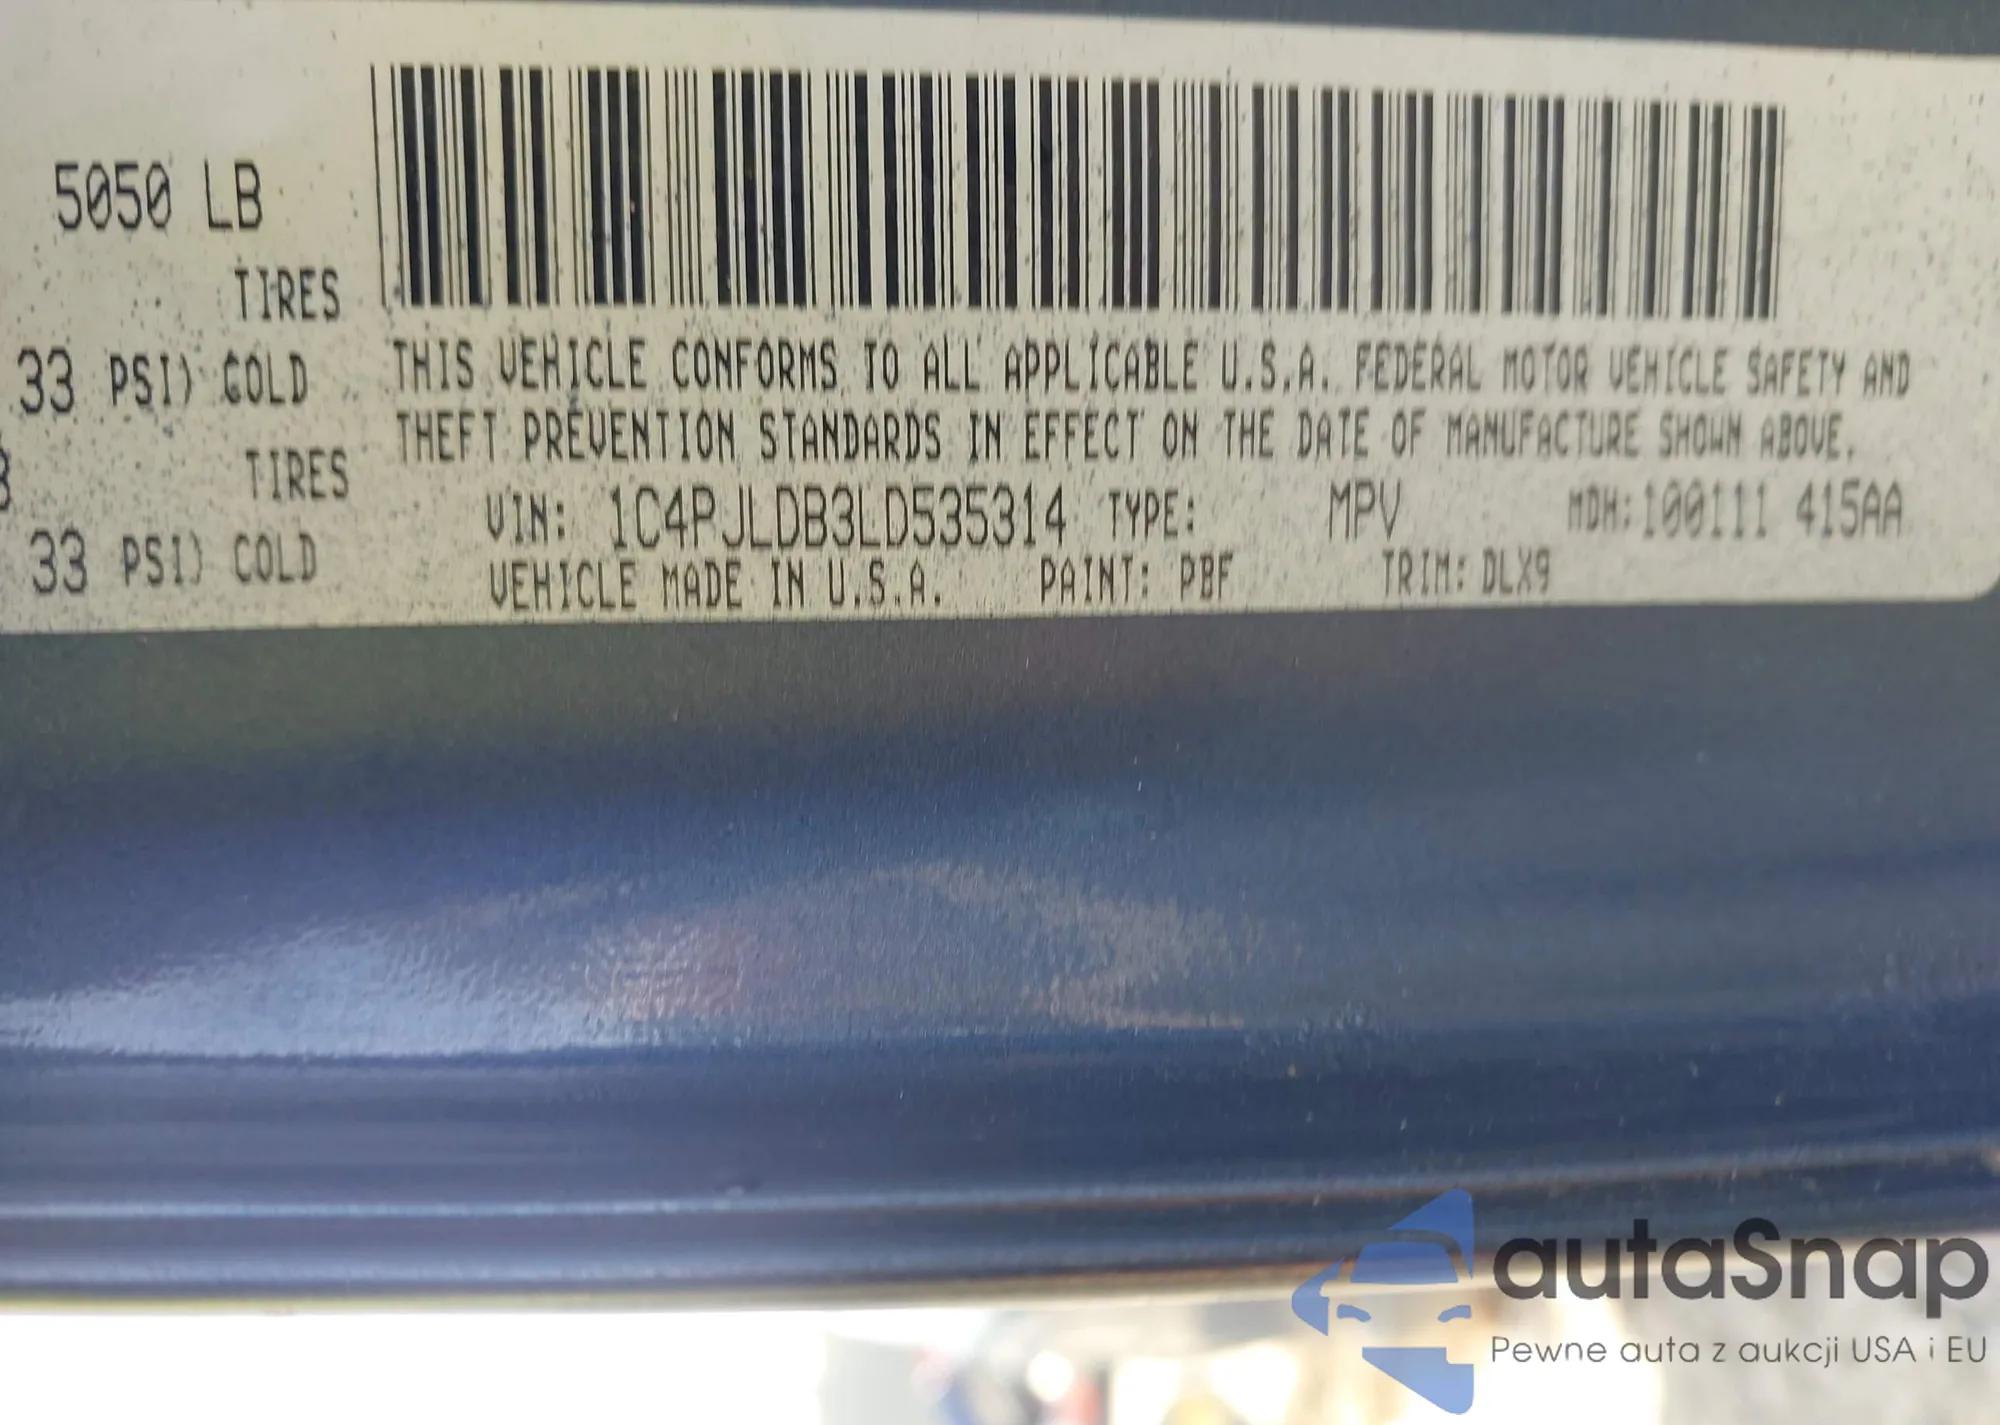 5050 LB
TIRES
33 PSI) COLD
TIRES
33 PSI) COLD
THIS VEHICLE CONFORMS TO ALL APPLICABLE U.S.A. FEDERAL MOTOR VEHICLE SAFETY AND
THEFT PREVENTION STANDARDS IN EFFECT ON THE DATE OF MANUFACTURE SHOWN ABOVE.
VIN: 1C4PJLDB3LD535314 TYPE: MPV MDH: 100111 415AA
VEHICLE MADE IN U.S.A. PAINT: PBF TRIM: DLX9
autaSnap
Pewne auta z aukcji USA i EU